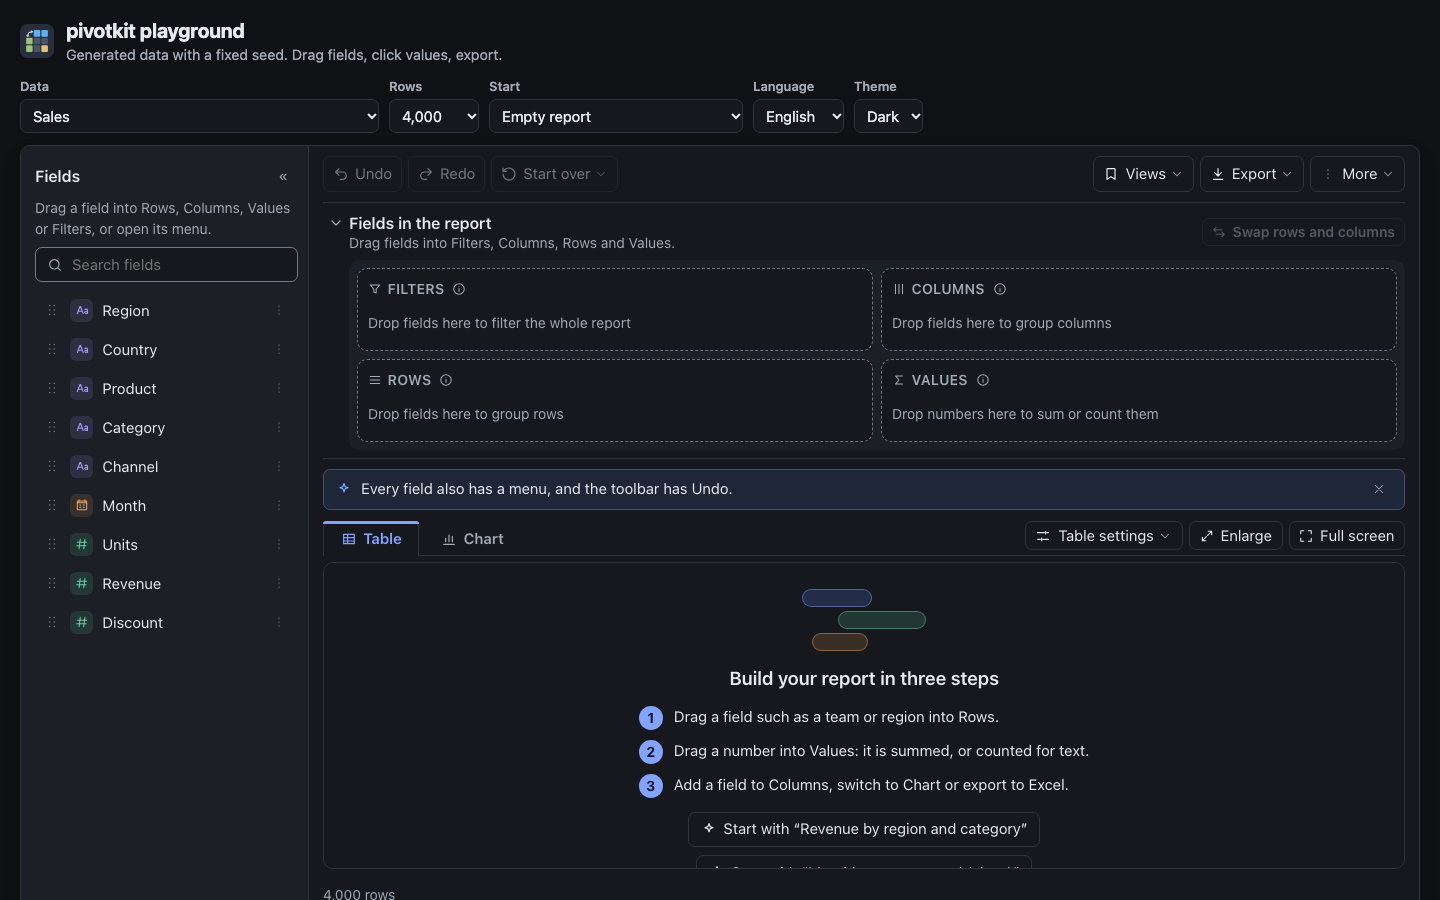 pivotkit playground
Generated data with a fixed seed. Drag fields, click values, export.
Data
Rows
Start
Language
Theme
Sales
4,000
Empty report
English
Dark
Fields
«
Drag a field into Rows, Columns, Values
or Filters, or open its menu.
Search fields
Aa Region
Aa Country
Aa Product
Aa Category
Aa Channel
Month
# Units
# Revenue
# Discount
Undo
Redo
Start over
Views
Export
More
Fields in the report
Drag fields into Filters, Columns, Rows and Values.
Swap rows and columns
FILTERS
Drop fields here to filter the whole report
COLUMNS
Drop fields here to group columns
ROWS
Drop fields here to group rows
Σ VALUES
Drop numbers here to sum or count them
Every field also has a menu, and the toolbar has Undo.
Table
Chart
Table settings
Enlarge
Full screen
Build your report in three steps
1 Drag a field such as a team or region into Rows.
2 Drag a number into Values: it is summed, or counted for text.
3 Add a field to Columns, switch to Chart or export to Excel.
Start with “Revenue by region and category”
4,000 rows